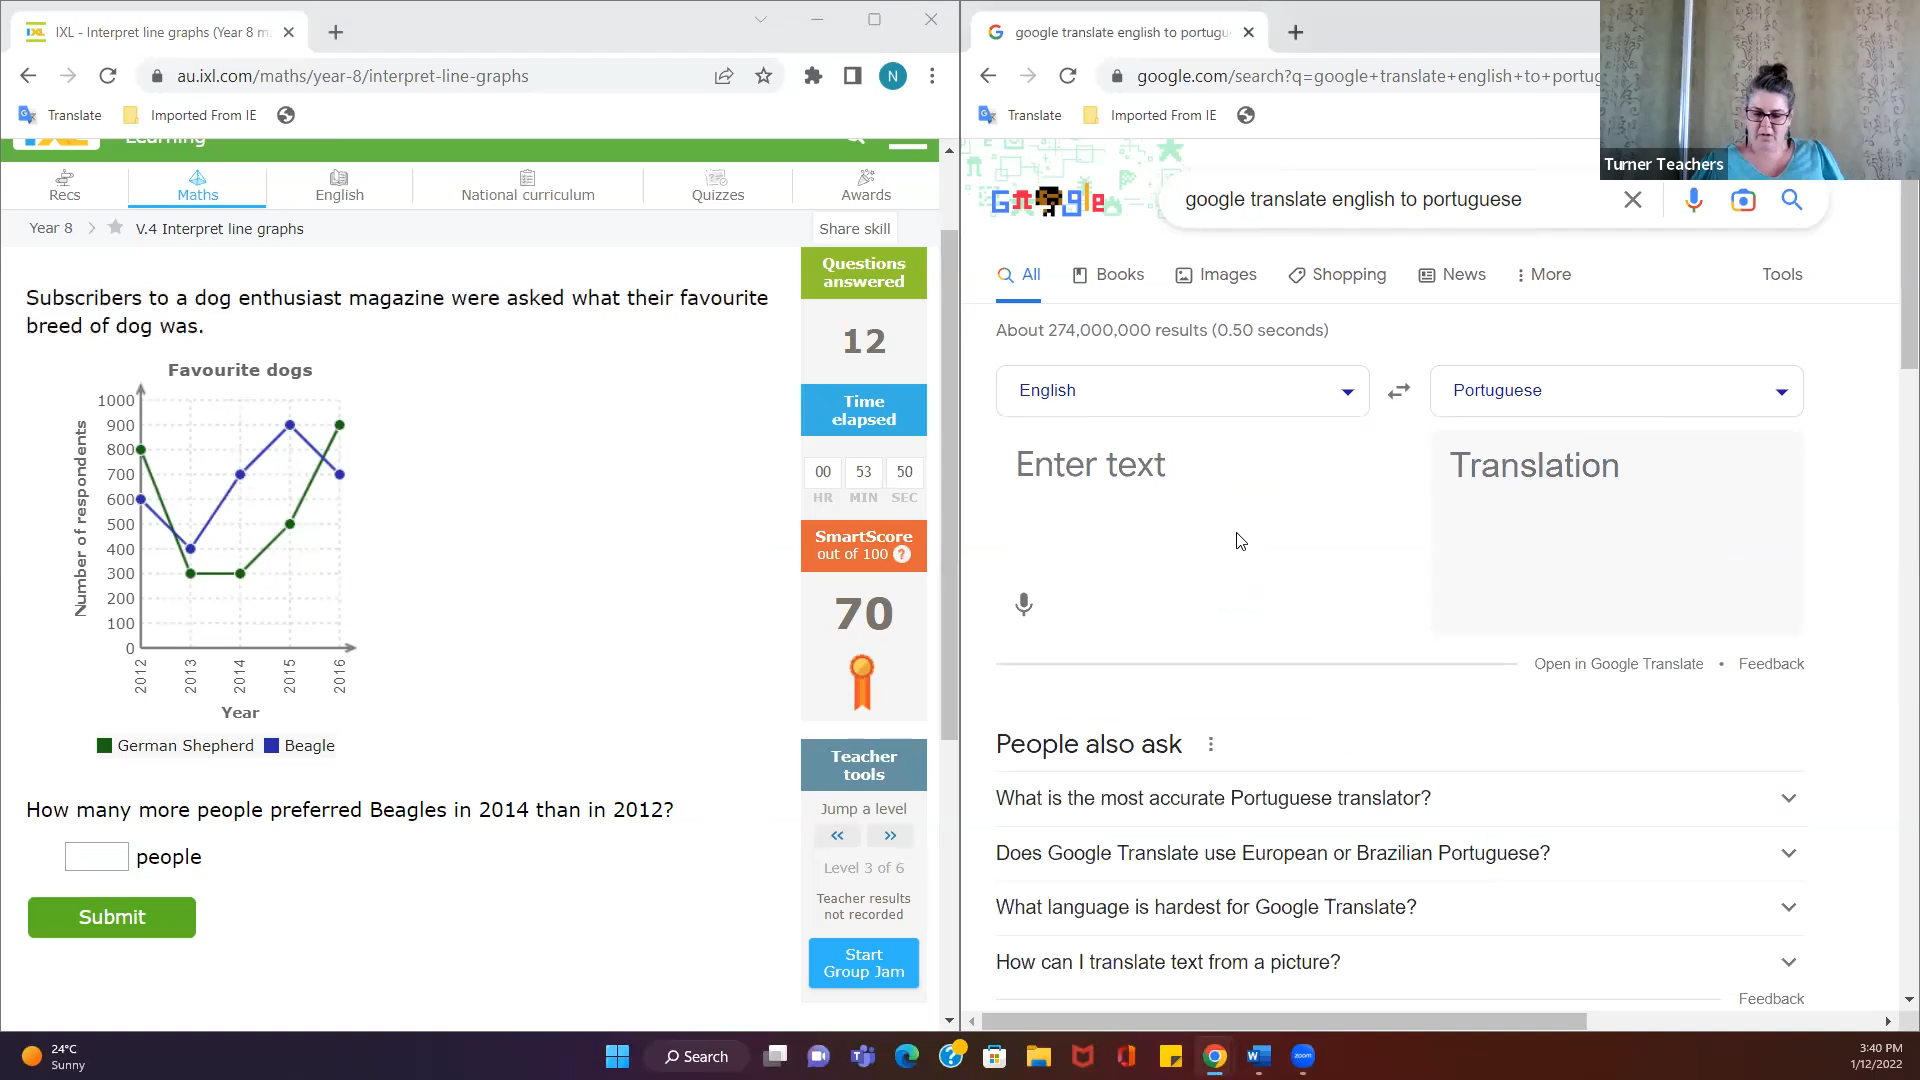 IXL - Interpret line graphs (Year 8 m
google translate english to portugu
au.ixl.com/maths/year-8/interpret-line-graphs
N
google.com/search?q=google+translate+english+to+portug
Translate
Imported From IE
Translate
Imported From IE
Turner Teachers
Learning
Recs
Maths
English
National curriculum
Quizzes
Awards
Year 8
V.4 Interpret line graphs
Share skill
Subscribers to a dog enthusiast magazine were asked what their favourite
breed of dog was.
Favourite dogs
Number of respondents
1000
900
800
700
600
500
400
300
200
100
0
2012
2013
2014
2015
2016
Year
German Shepherd
Beagle
How many more people preferred Beagles in 2014 than in 2012?
people
Submit
Questions
answered
12
Time
elapsed
00
53
50
HR
MIN
SEC
SmartScore
out of 100 ?
70
Teacher
tools
Jump a level
Level 3 of 6
Teacher results
not recorded
Start
Group Jam
Google
google translate english to portuguese
All
Books
Images
Shopping
News
More
Tools
About 274,000,000 results (0.50 seconds)
English
Portuguese
Enter text
Translation
Open in Google Translate • Feedback
People also ask
What is the most accurate Portuguese translator?
Does Google Translate use European or Brazilian Portuguese?
What language is hardest for Google Translate?
How can I translate text from a picture?
Feedback
24°C
Sunny
Search
zoom
3:40 PM
1/12/2022